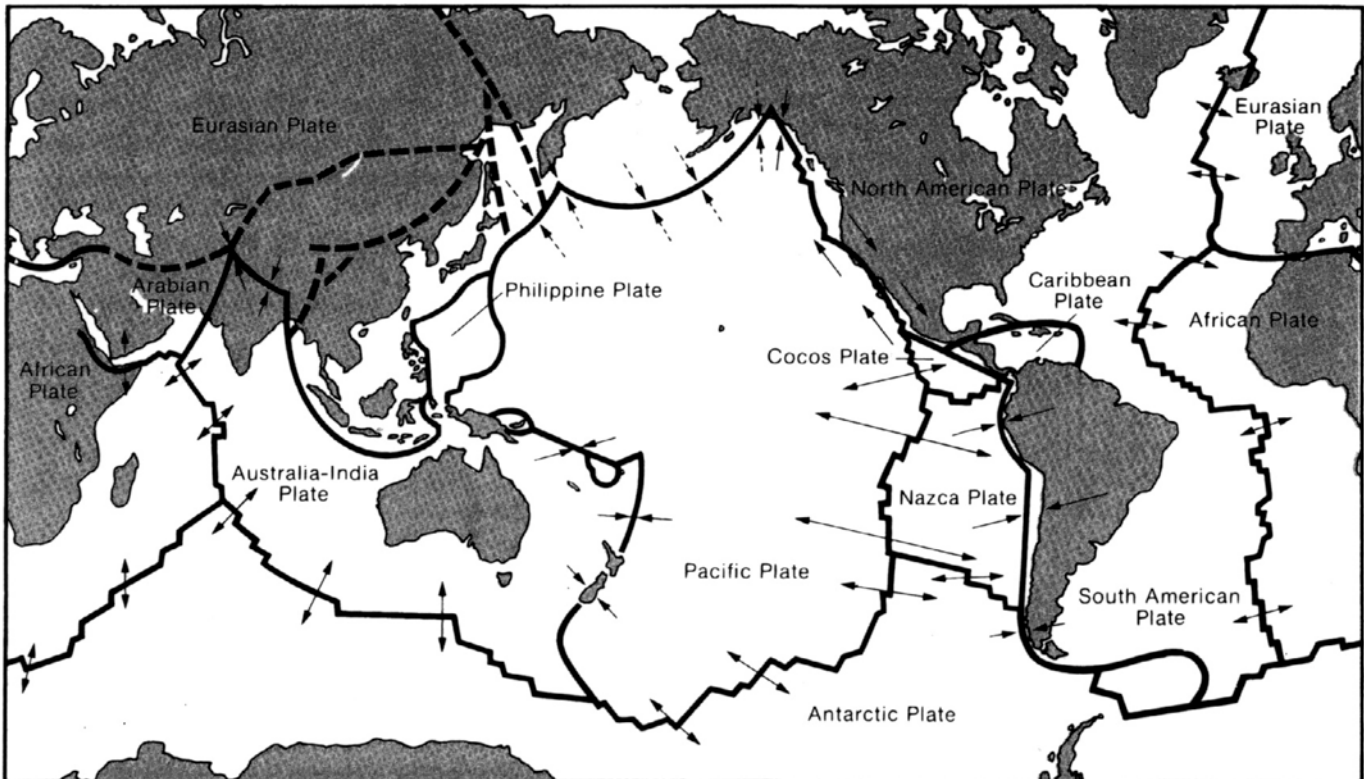 Eurasian Plate
Eurasian
Plate
North American Plate
Arabian
Plate
Philippine Plate
Caribbean
Plate
African Plate
Cocos Plate
African
Plate
Australia-India
Plate
Nazca Plate
Pacific Plate
South American
Plate
Antarctic Plate